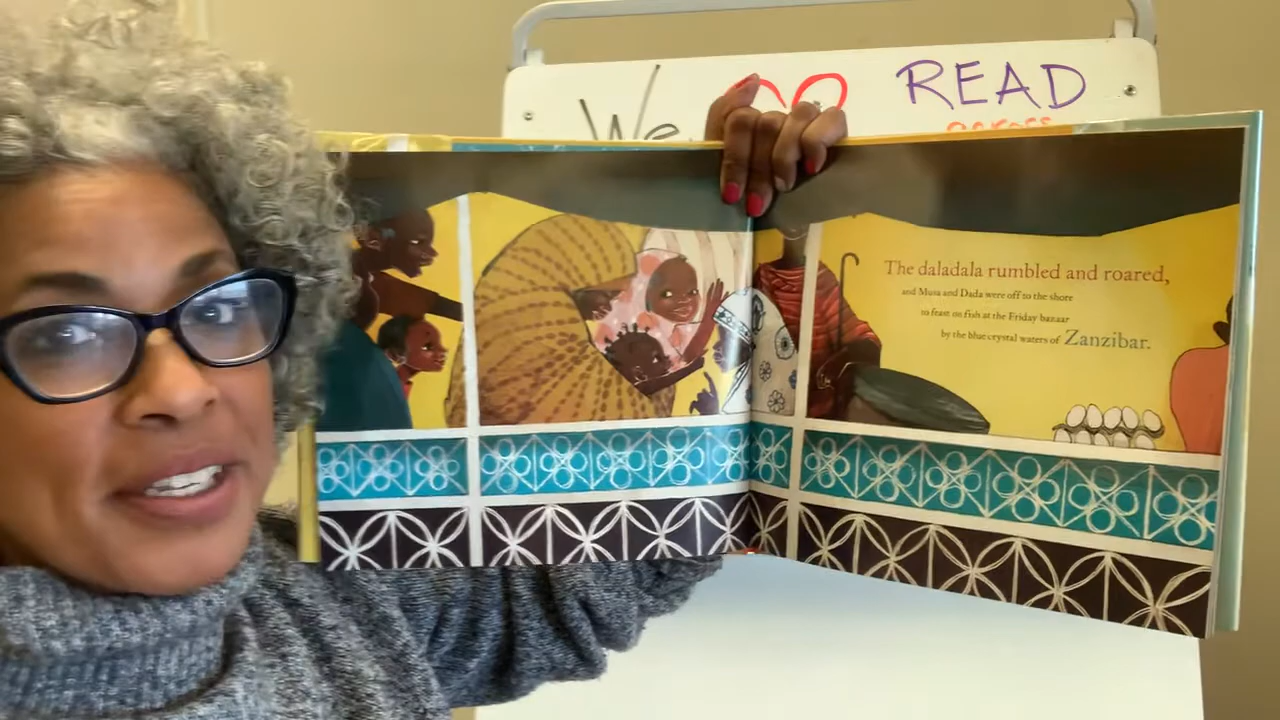 We READ
across
The daladala rumbled and roared,
and Musa and Dada were off to the shore
to feast on fish at the Friday bazaar
by the blue crystal waters of Zanzibar.